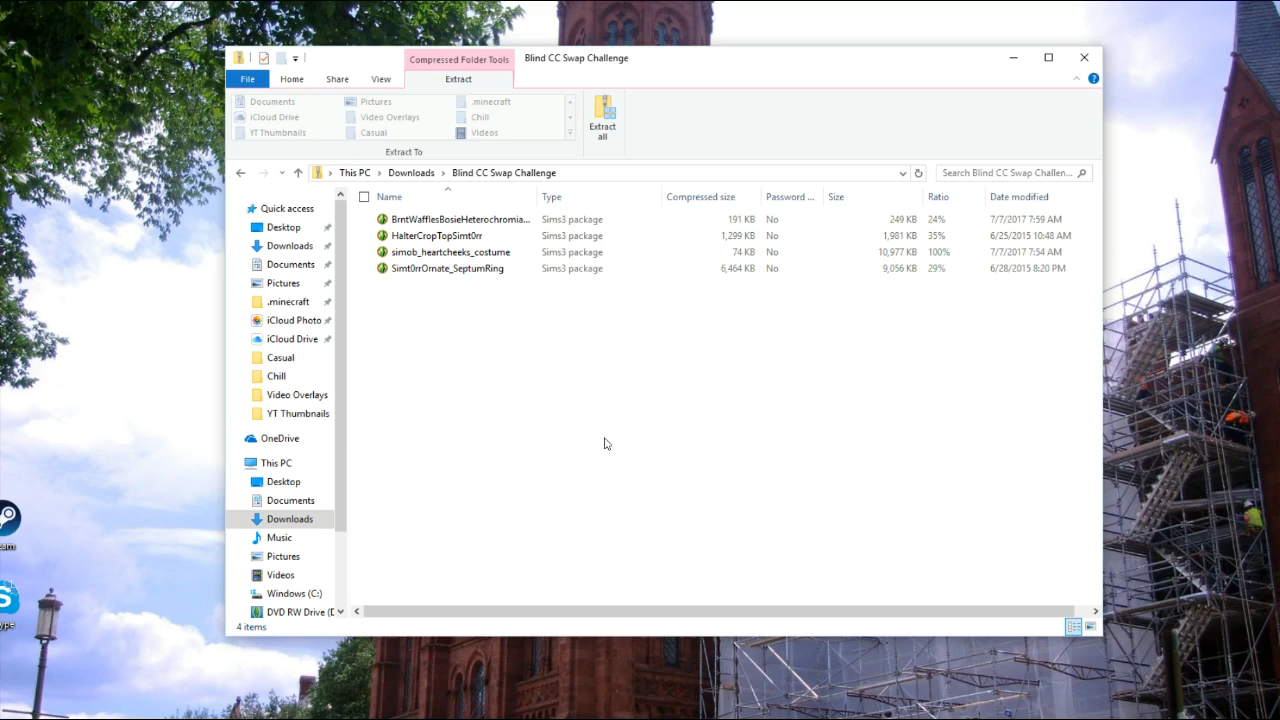 Compressed Folder Tools
Blind CC Swap Challenge
File Home Share View Extract
Documents Pictures .minecraft
iCloud Drive Video Overlays Chill
YT Thumbnails Casual Videos
Extract all
Extract To
This PC Downloads Blind CC Swap Challenge
Search Blind CC Swap Challen...
Name Type Compressed size Password ... Size Ratio Date modified
BrntWafflesBosieHeterochromia... Sims3 package 191 KB No 249 KB 24% 7/7/2017 7:59 AM
HalterCropTopSimt0rr Sims3 package 1,299 KB No 1,981 KB 35% 6/25/2015 10:48 AM
simob_heartcheeks_costume Sims3 package 74 KB No 10,977 KB 100% 7/7/2017 7:54 AM
Simt0rrOrnate_SeptumRing Sims3 package 6,464 KB No 9,056 KB 29% 6/28/2015 8:20 PM
Quick access
Desktop
Downloads
Documents
Pictures
.minecraft
iCloud Photo
iCloud Drive
Casual
Chill
Video Overlays
YT Thumbnails
OneDrive
This PC
Desktop
Documents
Downloads
Music
Pictures
Videos
Windows (C:)
DVD RW Drive (D
4 items